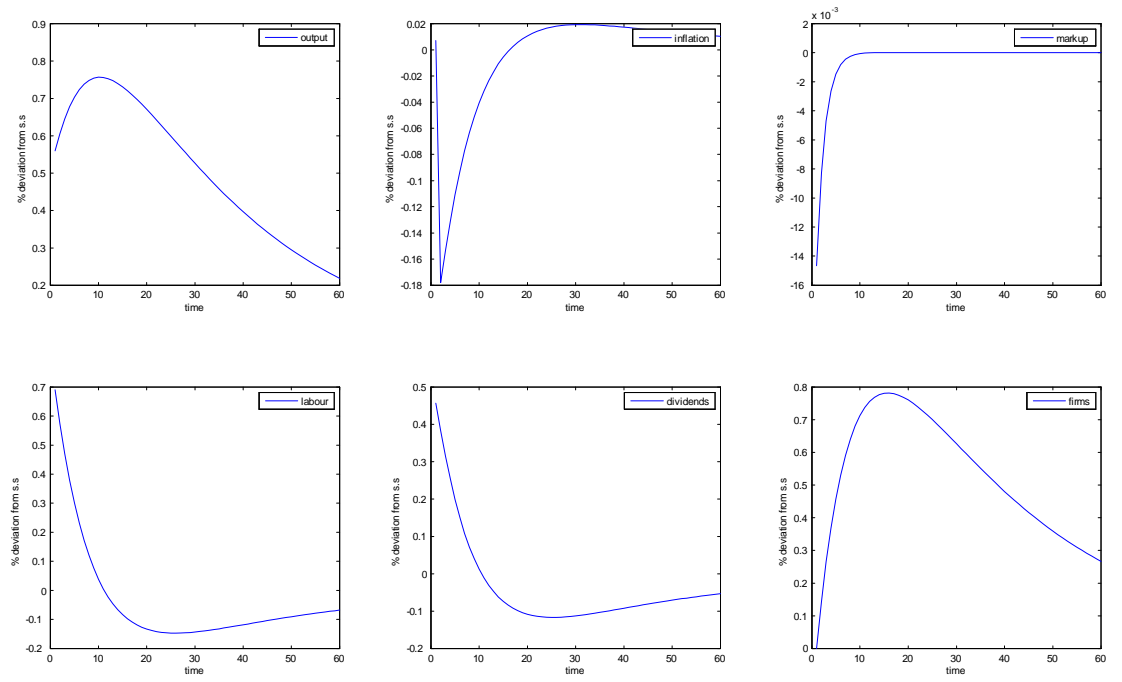 output
% deviation from s.s
0.9
0.8
0.7
0.6
0.5
0.4
0.3
0.2
0 10 20 30 40 50 60
time
inflation
% deviation from s.s
0.02
0
-0.02
-0.04
-0.06
-0.08
-0.1
-0.12
-0.14
-0.16
-0.18
0 10 20 30 40 50 60
time
x 10-3
markup
% deviation from s.s
2
0
-2
-4
-6
-8
-10
-12
-14
-16
0 10 20 30 40 50 60
time
labour
% deviation from s.s
0.7
0.6
0.5
0.4
0.3
0.2
0.1
0
-0.1
-0.2
0 10 20 30 40 50 60
time
dividends
% deviation from s.s
0.5
0.4
0.3
0.2
0.1
0
-0.1
-0.2
0 10 20 30 40 50 60
time
firms
% deviation from s.s
0.8
0.7
0.6
0.5
0.4
0.3
0.2
0.1
0
0 10 20 30 40 50 60
time